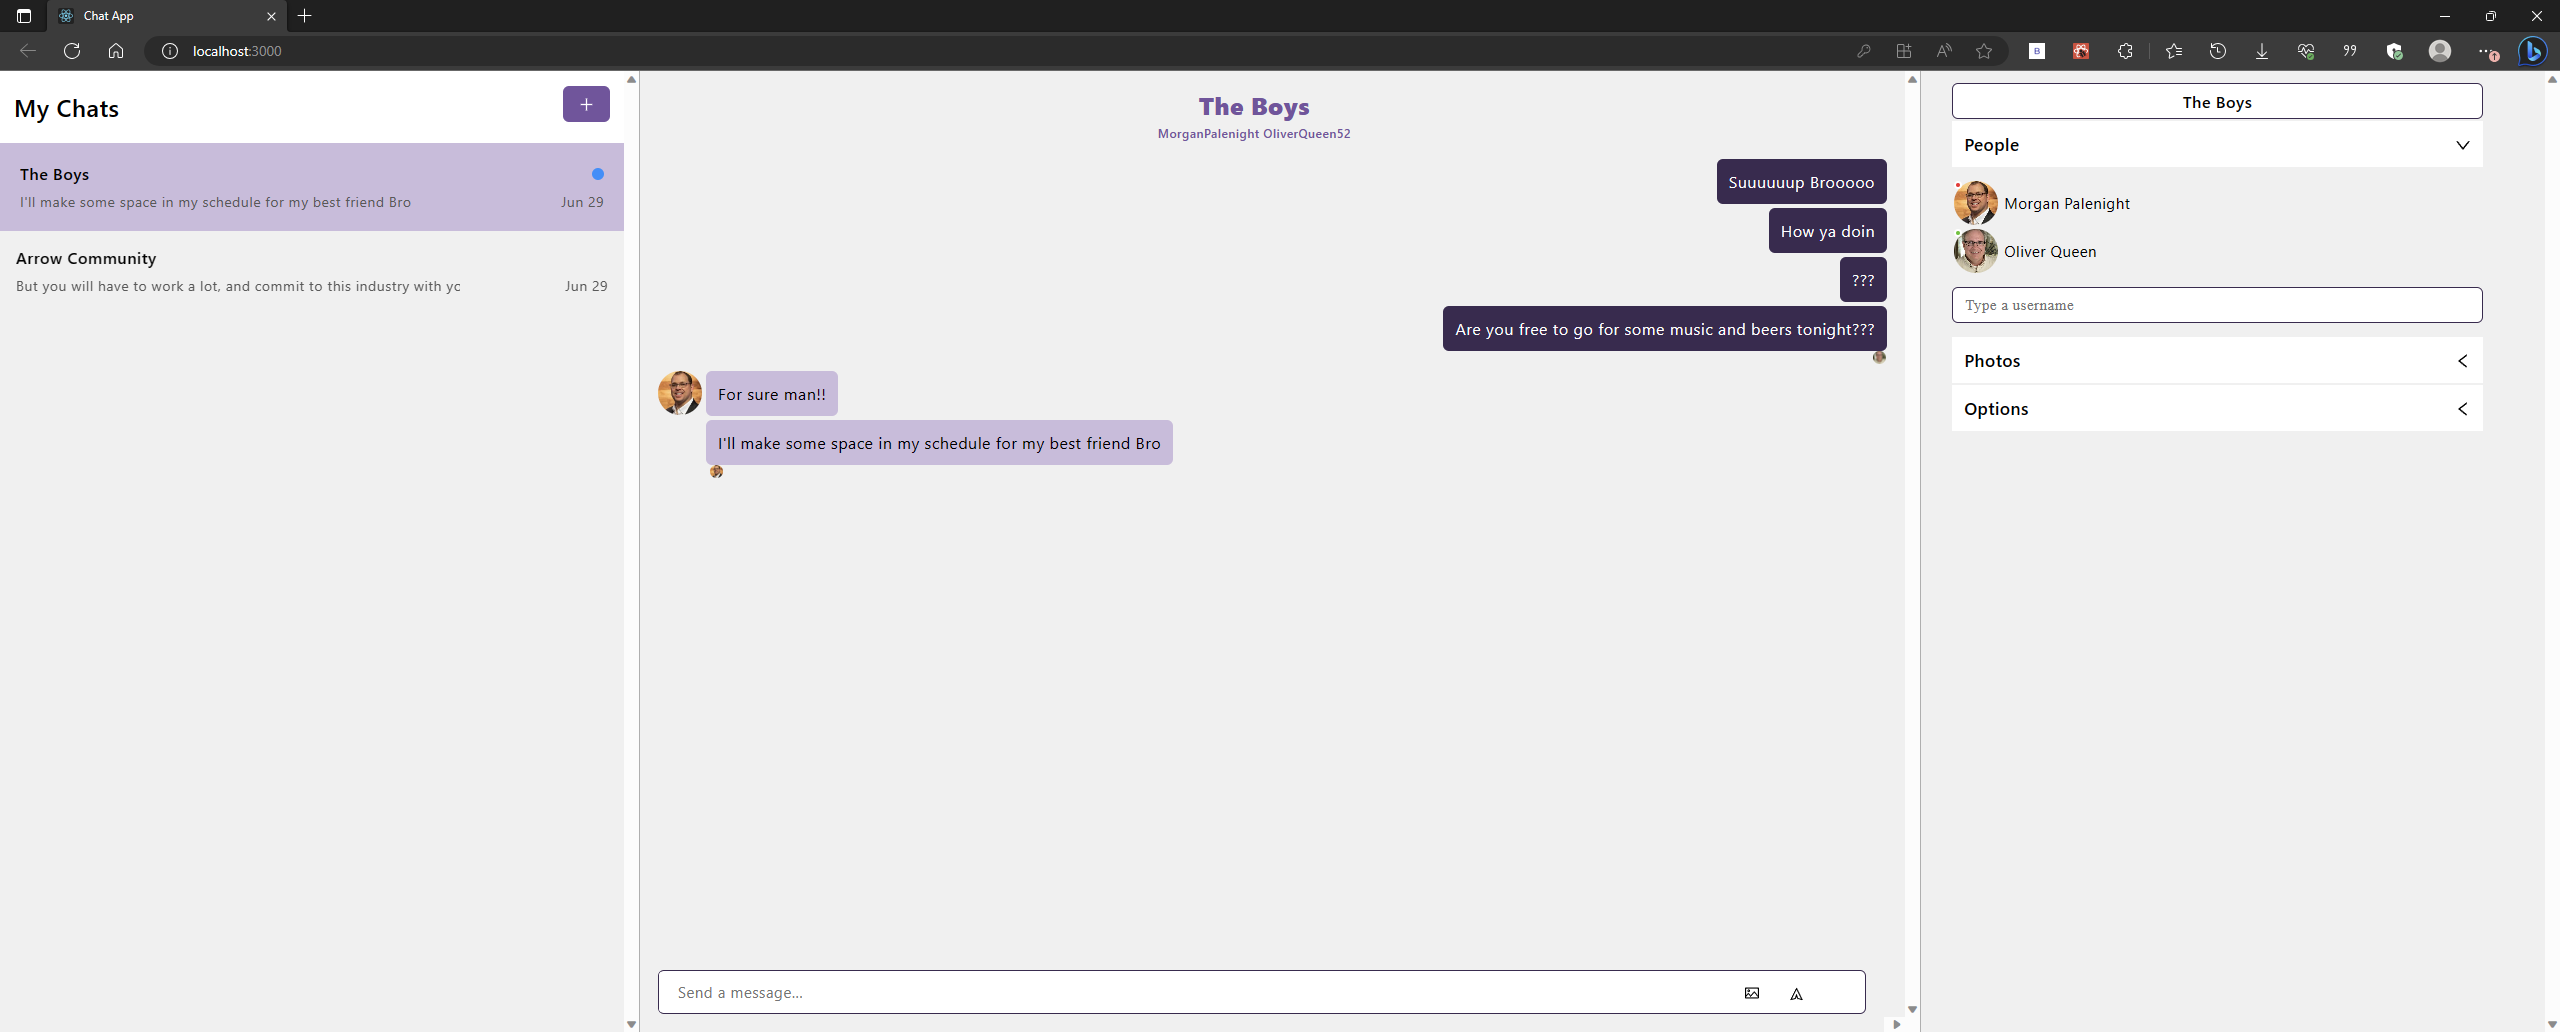 Chat App
localhost:3000
My Chats
+
The Boys
I'll make some space in my schedule for my best friend Bro
Jun 29
Arrow Community
But you will have to work a lot, and commit to this industry with yc
Jun 29
The Boys
MorganPalenight OliverQueen52
Suuuuuup Brooooo
How ya doin
???
Are you free to go for some music and beers tonight???
For sure man!!
I'll make some space in my schedule for my best friend Bro
Send a message...
The Boys
People
Morgan Palenight
Oliver Queen
Type a username
Photos
Options